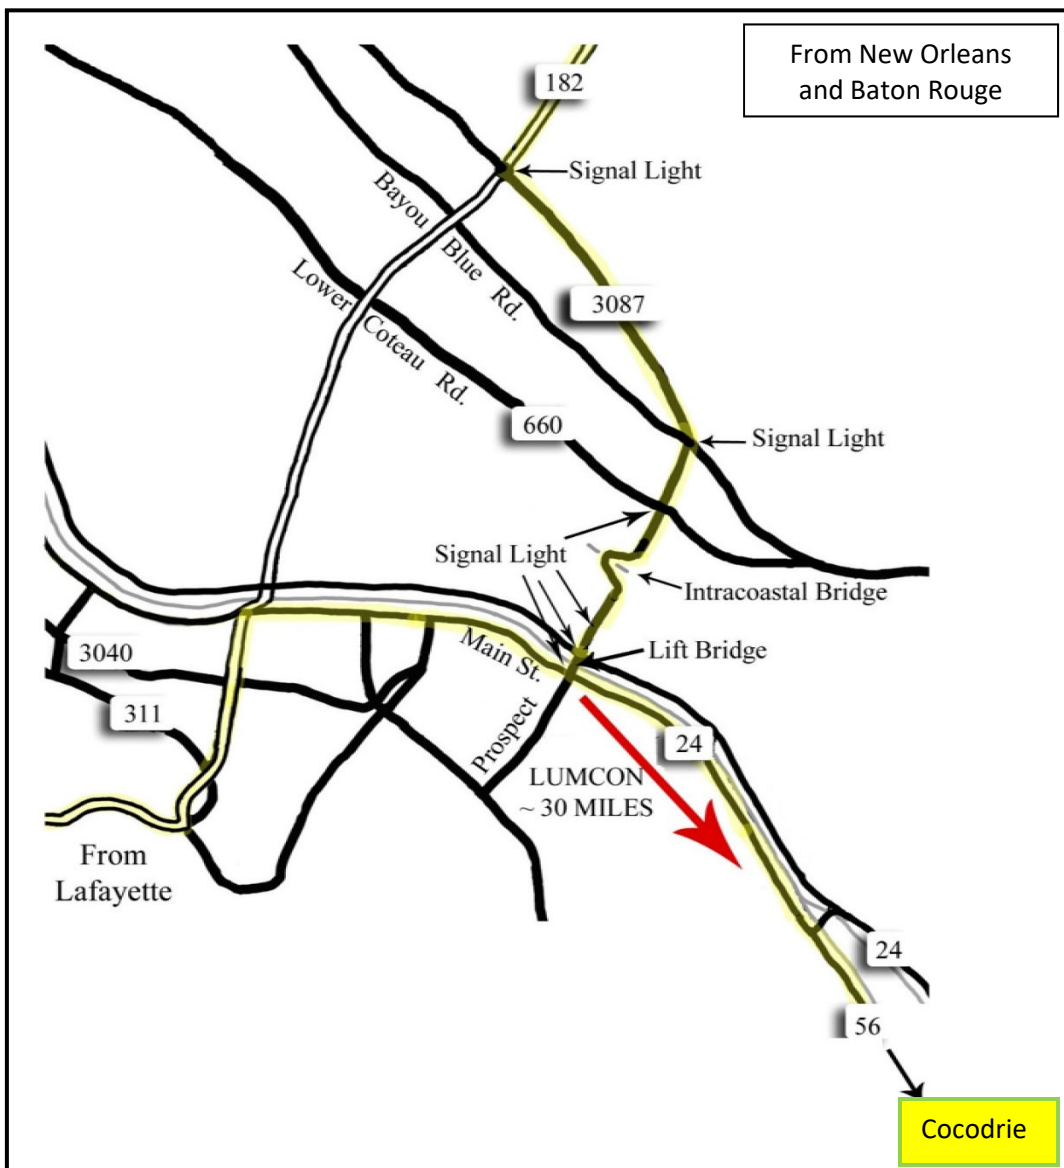 From New Orleans
and Baton Rouge
182
Signal Light
Bayou Blue Rd.
3087
Lower Coteau Rd.
660
Signal Light
Signal Light
Intracoastal Bridge
Main St.
Lift Bridge
3040
311
Prospect
24
LUMCON
~ 30 MILES
From
Lafayette
24
56
Cocodrie